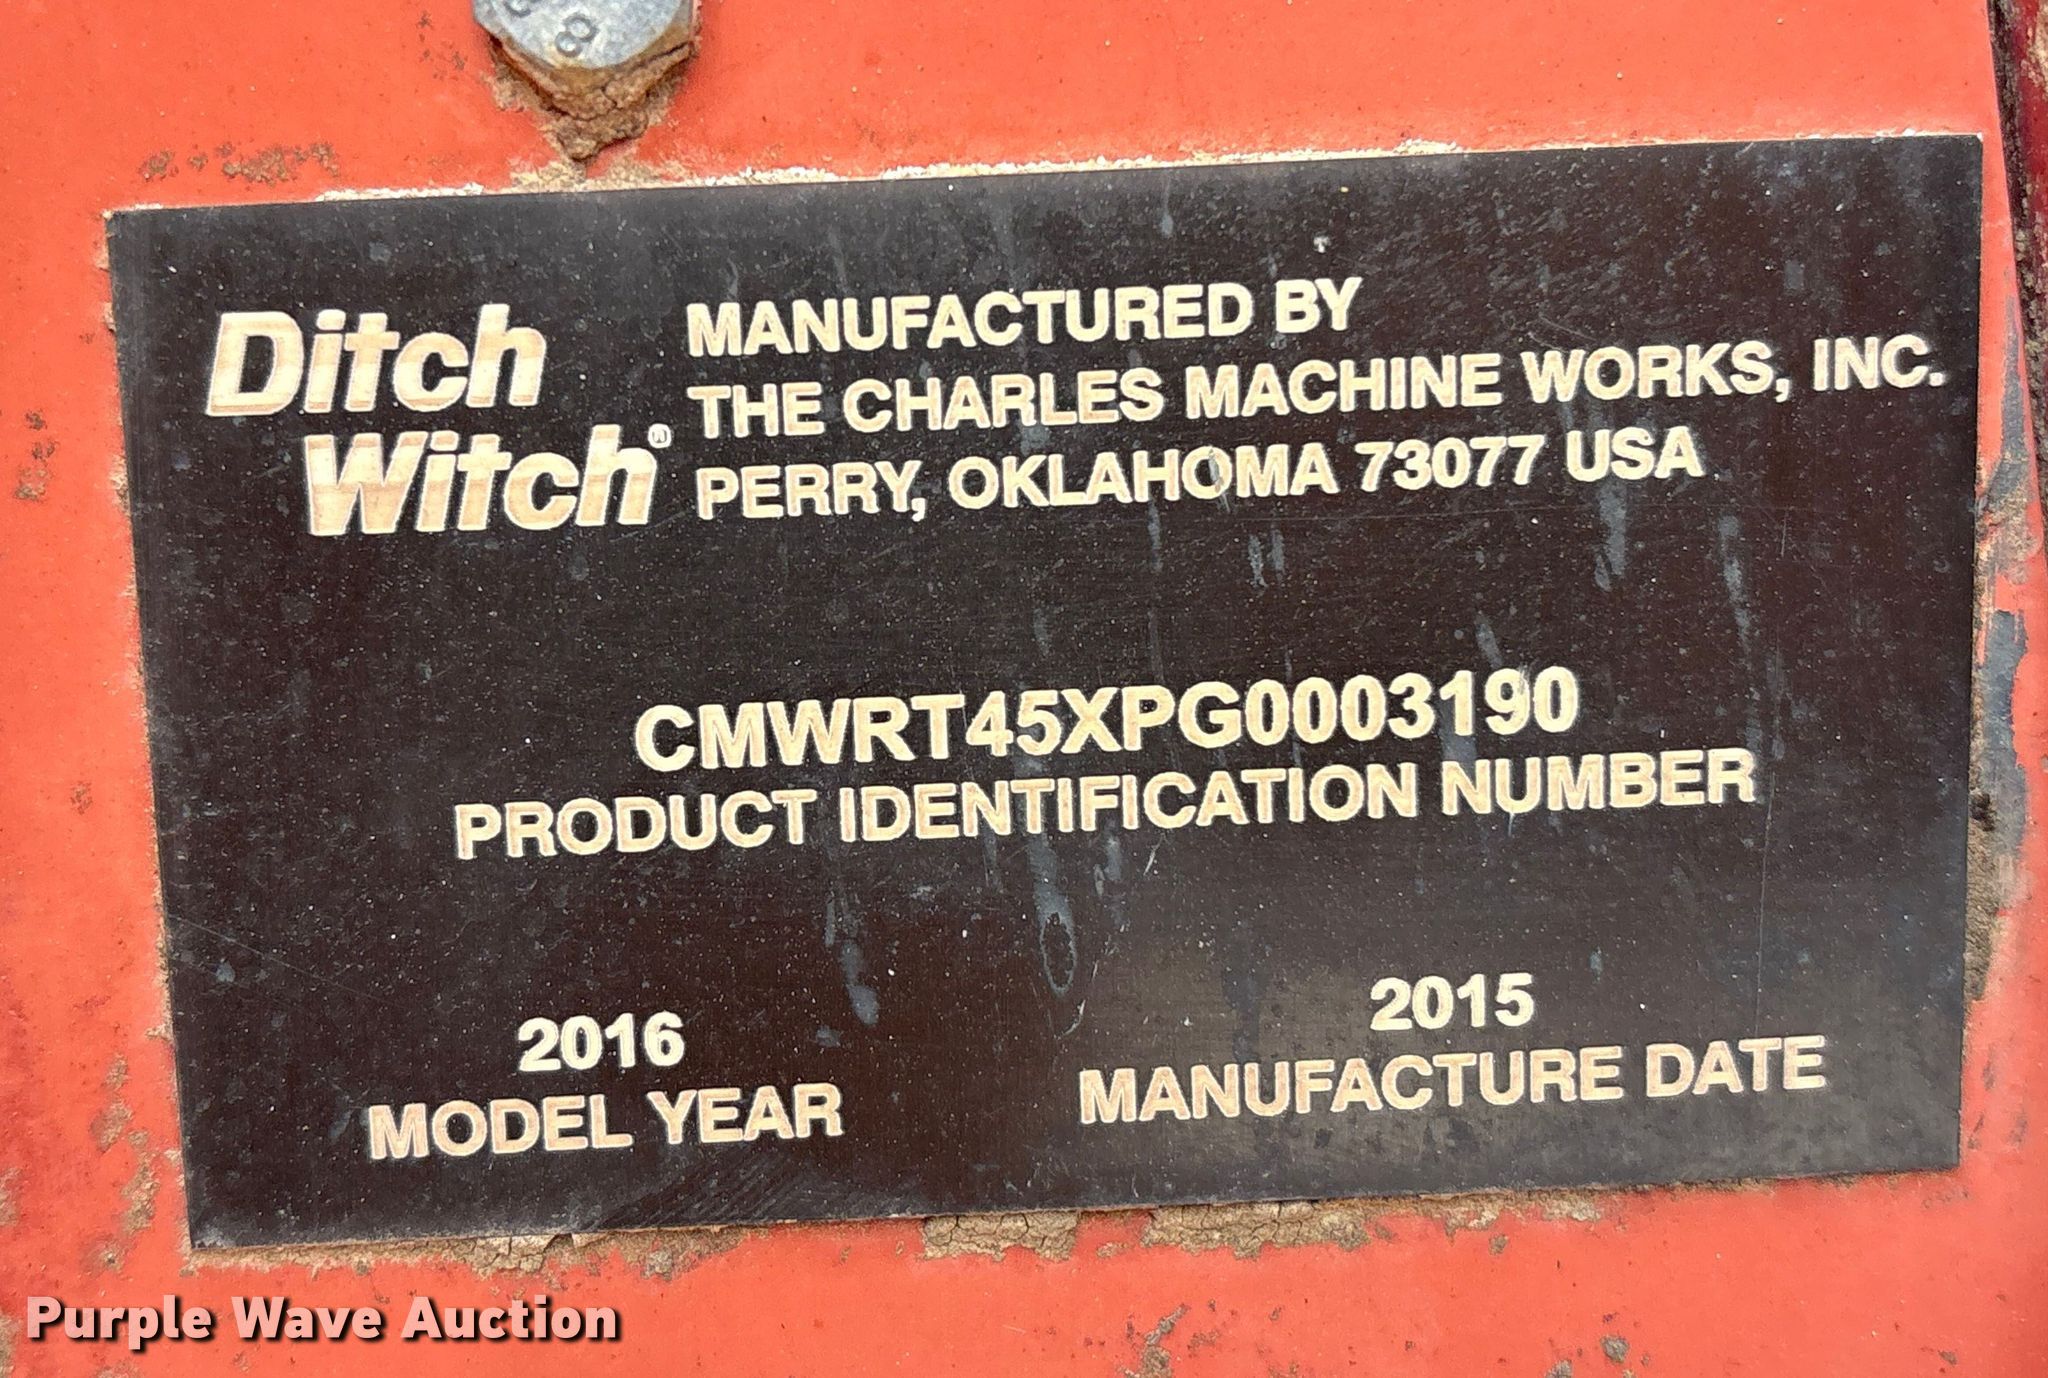 Ditch
Witch®
MANUFACTURED BY
THE CHARLES MACHINE WORKS, INC.
PERRY, OKLAHOMA 73077 USA
CMWRT45XPG0003190
PRODUCT IDENTIFICATION NUMBER
2016
MODEL YEAR
2015
MANUFACTURE DATE
Purple Wave Auction